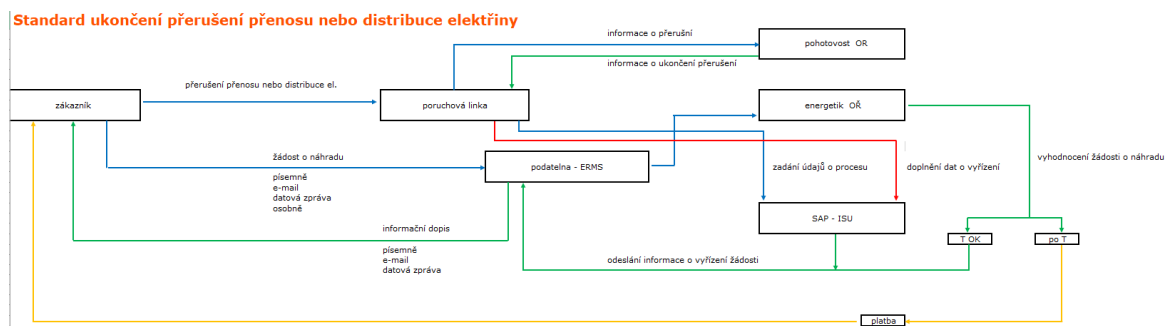 Standard ukončení přerušení přenosu nebo distribuce elektřiny
informace o přerušní
pohotovost OR
informace o ukončení přerušení
přerušení přenosu nebo distribuce el.
zákazník
poruchová linka
energetik OŘ
žádost o náhradu
podatelna - ERMS
zadání údajů o procesu
doplnění dat o vyřízení
vyhodnocení žádosti o náhradu
písemně
e-mail
datová zpráva
osobně
SAP - ISU
informační dopis
T OK
po T
písemně
e-mail
datová zpráva
odeslání informace o vyřízení žádosti
platba